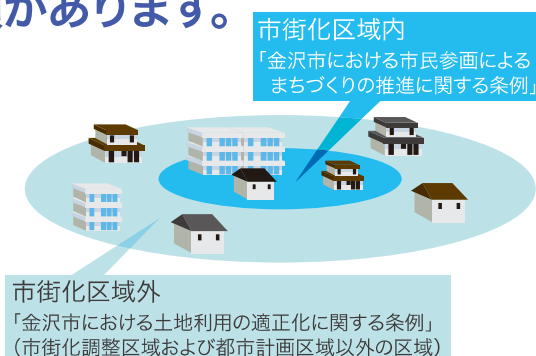 があります。
市街化区域内
「金沢市における市民参画による
まちづくりの推進に関する条例」
市街化区域外
「金沢市における土地利用の適正化に関する条例」
（市街化調整区域および都市計画区域以外の区域）